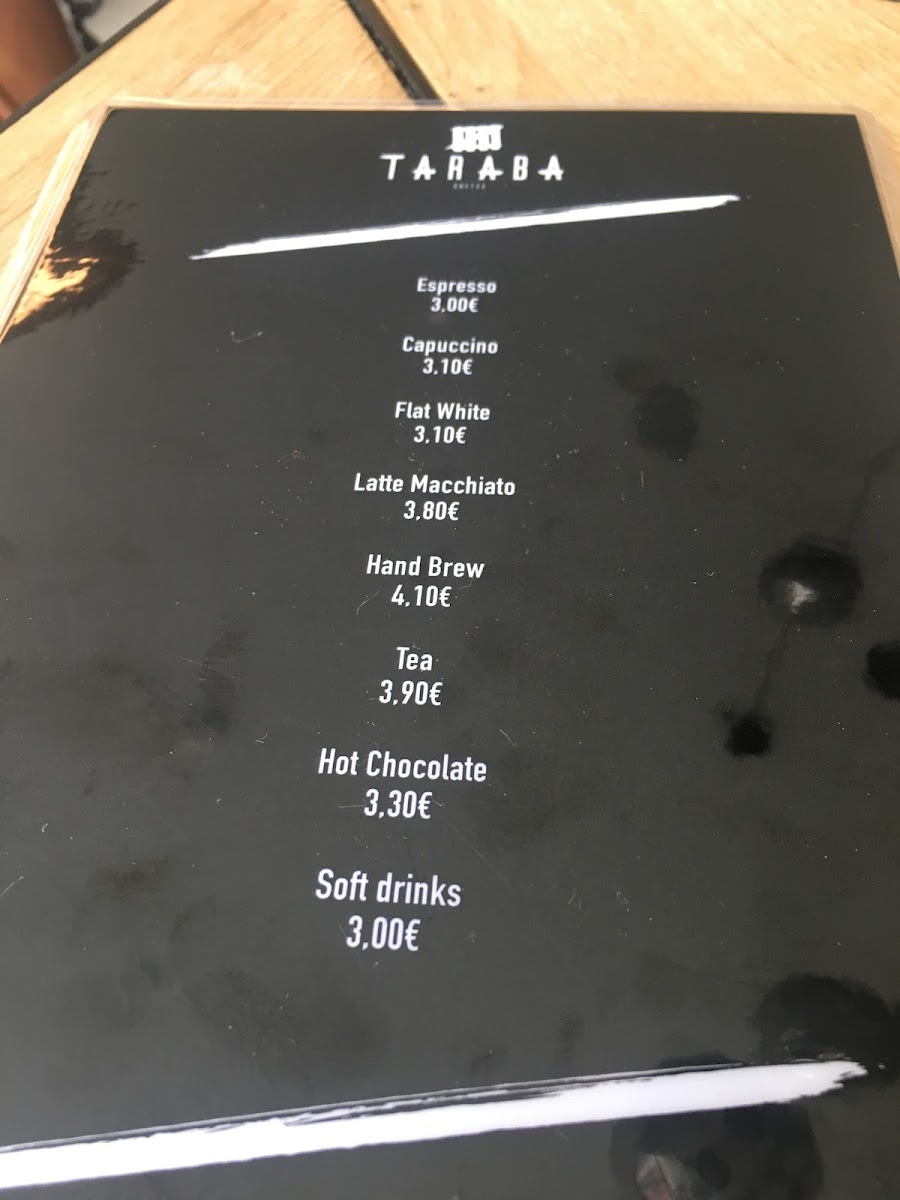 TARABA
COFFEE
Espresso
3,00€
Capuccino
3,10€
Flat White
3,10€
Latte Macchiato
3,80€
Hand Brew
4,10€
Tea
3,90€
Hot Chocolate
3,30€
Soft drinks
3,00€